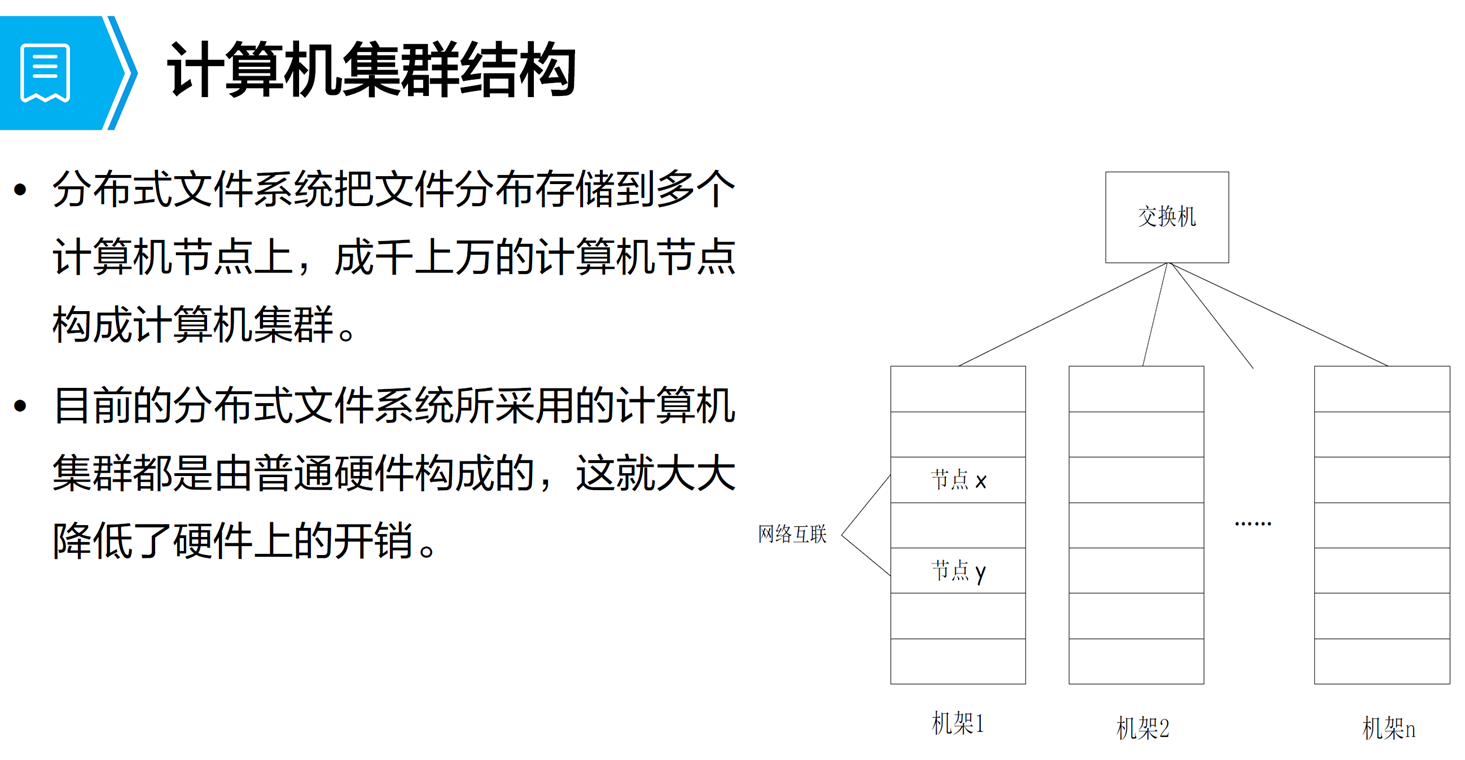 计算机集群结构
• 分布式文件系统把文件分布存储到多个
计算机节点上，成千上万的计算机节点
构成计算机集群。
• 目前的分布式文件系统所采用的计算机
集群都是由普通硬件构成的，这就大大
降低了硬件上的开销。
交换机
节点 x
网络互联
······
节点 y
机架1
机架2
机架n